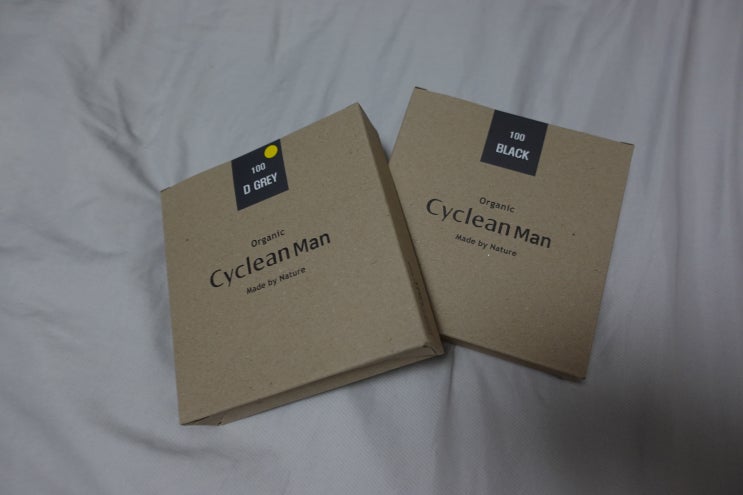 100
D GREY
Organic
Cyclean Man
Made by Nature
100
BLACK
Organic
Cyclean Man
Made by Nature